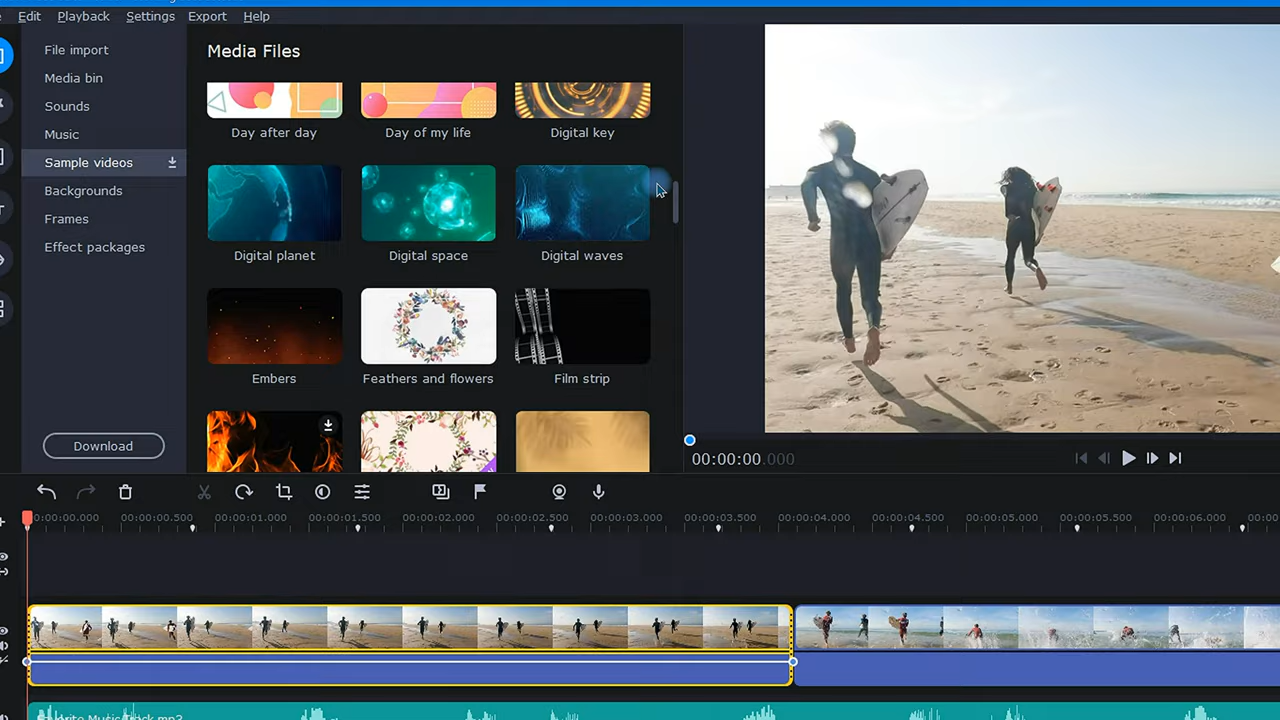 Edit Playback Settings Export Help
File import
Media bin
Sounds
Music
Sample videos
Backgrounds
Frames
Effect packages
Download
Media Files
Day after day Day of my life Digital key
Digital planet Digital space Digital waves
Embers Feathers and flowers Film strip
00:00:00.000
00:00:00.000 00:00:00.500 00:00:01.000 00:00:01.500 00:00:02.000 00:00:02.500 00:00:03.000 00:00:03.500 00:00:04.000 00:00:04.500 00:00:05.000 00:00:05.500 00:00:06.000 00:00